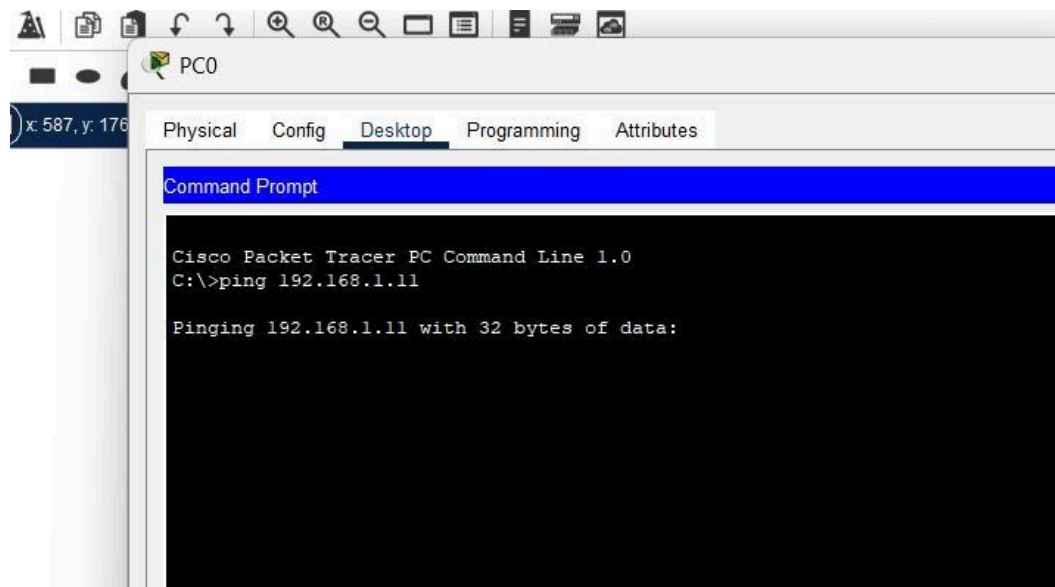 PC0
x: 587, y: 176
Physical Config Desktop Programming Attributes
Command Prompt
Cisco Packet Tracer PC Command Line 1.0
C:\>ping 192.168.1.11
Pinging 192.168.1.11 with 32 bytes of data: